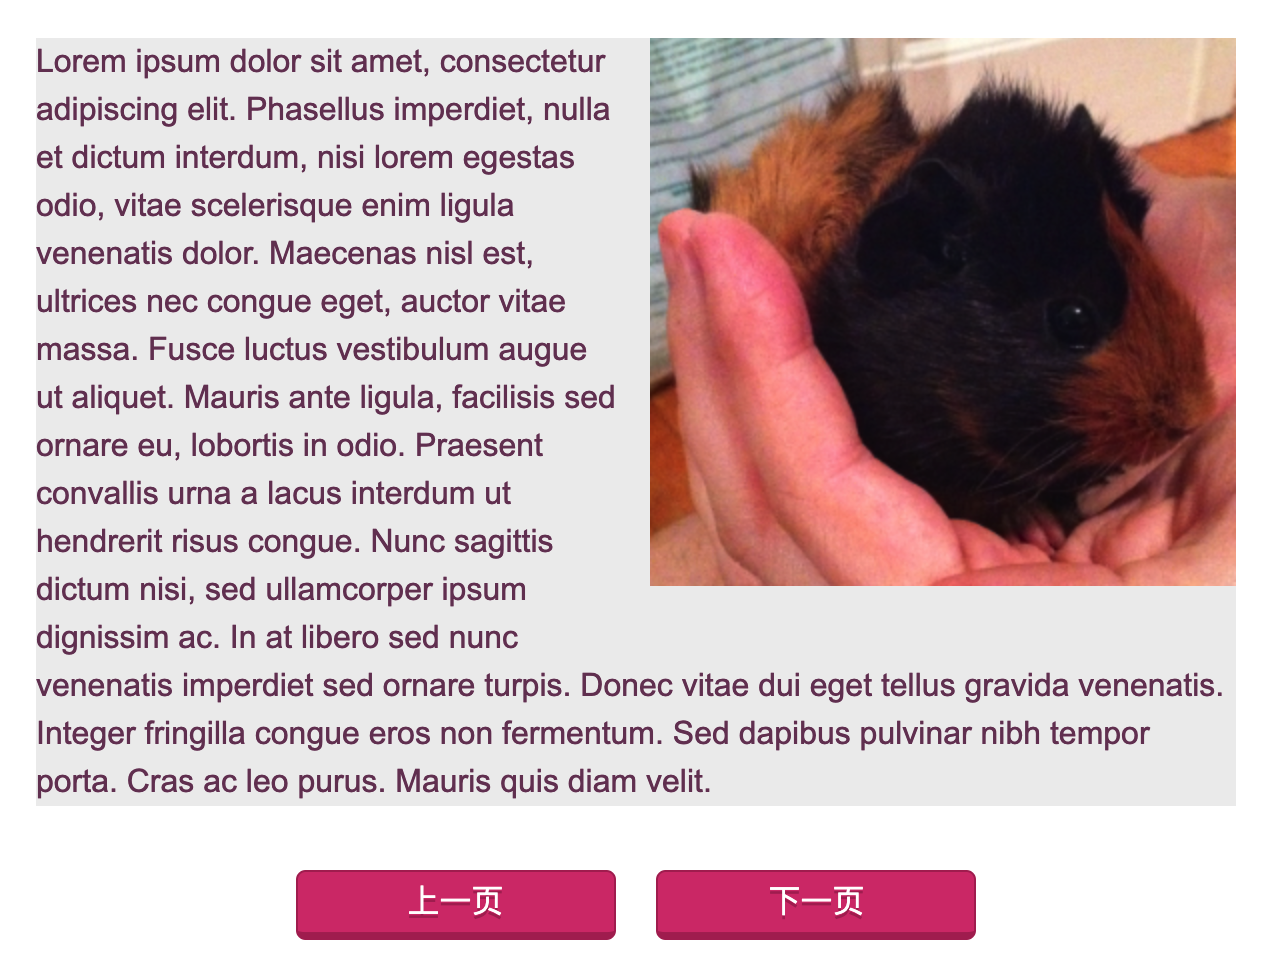 Lorem ipsum dolor sit amet, consectetur
adipiscing elit. Phasellus imperdiet, nulla
et dictum interdum, nisi lorem egestas
odio, vitae scelerisque enim ligula
venenatis dolor. Maecenas nisl est,
ultrices nec congue eget, auctor vitae
massa. Fusce luctus vestibulum augue
ut aliquet. Mauris ante ligula, facilisis sed
ornare eu, lobortis in odio. Praesent
convallis urna a lacus interdum ut
hendrerit risus congue. Nunc sagittis
dictum nisi, sed ullamcorper ipsum
dignissim ac. In at libero sed nunc
venenatis imperdiet sed ornare turpis. Donec vitae dui eget tellus gravida venenatis.
Integer fringilla congue eros non fermentum. Sed dapibus pulvinar nibh tempor
porta. Cras ac leo purus. Mauris quis diam velit.
上一页
下一页